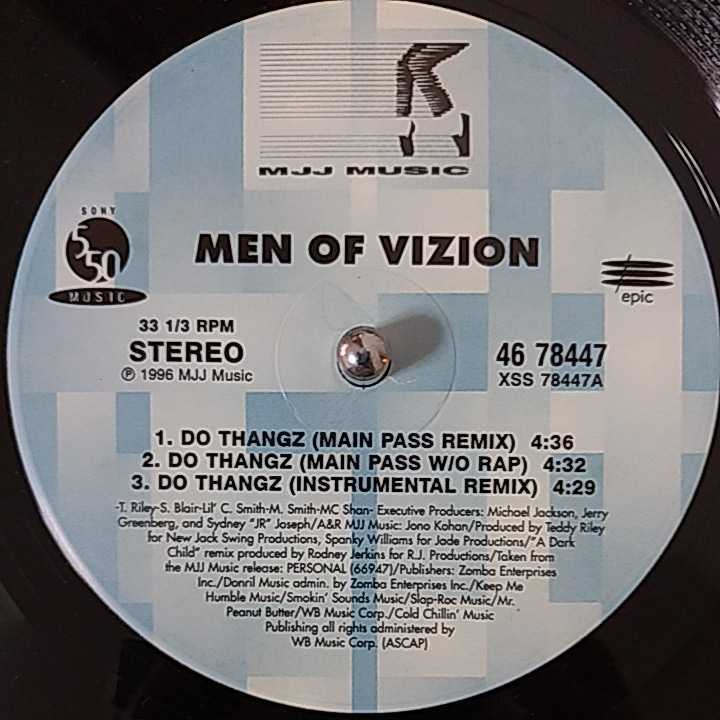 MJJ MUSIC
SONY
550
MUSIC
MEN OF VIZION
epic
33 1/3 RPM
STEREO
℗ 1996 MJJ Music
46 78447
XSS 78447A
1. DO THANGZ (MAIN PASS REMIX) 4:36
2. DO THANGZ (MAIN PASS W/O RAP) 4:32
3. DO THANGZ (INSTRUMENTAL REMIX) 4:29
-T. Riley-S. Blair-Lil' C. Smith-M. Smith-MC Shan- Executive Producers: Michael Jackson, Jerry
Greenberg, and Sydney "JR" Joseph/A&R MJJ Music: Jono Kohan/Produced by Teddy Riley
for New Jack Swing Productions, Spanky Williams for Jade Productions/"A Dark
Child" remix produced by Rodney Jerkins for R.J. Productions/Taken from
the MJJ Music release: PERSONAL (66947)/Publishers: Zomba Enterprises
Inc./Donril Music admin. by Zomba Enterprises Inc./Keep Me
Humble Music/Smokin' Sounds Music/Slap-Roc Music/Mr.
Peanut Butter/WB Music Corp./Cold Chillin' Music
Publishing all rights administered by
WB Music Corp. (ASCAP)